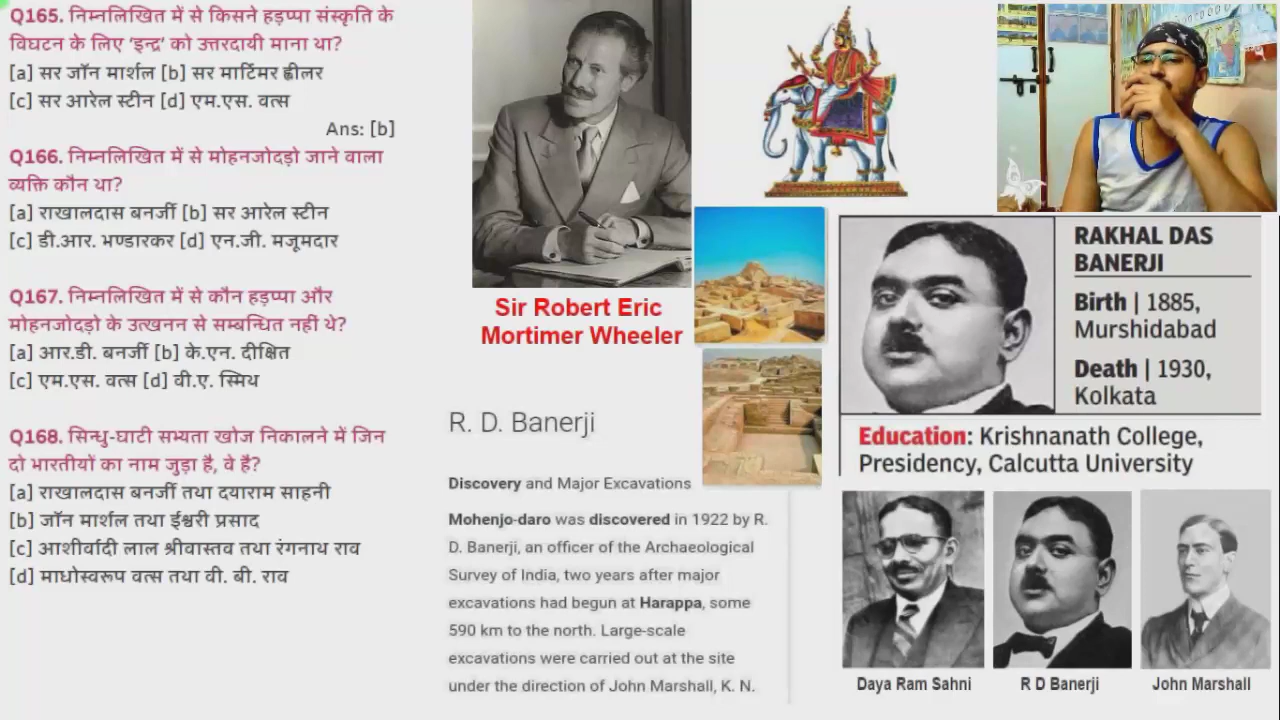 Q165. निम्नलिखित में से किसने हड़प्पा संस्कृति के
विघटन के लिए ‘इन्द्र’ को उत्तरदायी माना था?
[a] सर जॉन मार्शल [b] सर मार्टिमर ह्वीलर
[c] सर आरेल स्टीन [d] एम.एस. वत्स
Ans: [b]
Q166. निम्नलिखित में से मोहनजोदड़ो जाने वाला
व्यक्ति कौन था?
[a] राखालदास बनर्जी [b] सर आरेल स्टीन
[c] डी.आर. भण्डारकर [d] एन.जी. मजूमदार
Q167. निम्नलिखित में से कौन हड़प्पा और
मोहनजोदड़ो के उत्खनन से सम्बन्धित नहीं थे?
[a] आर.डी. बनर्जी [b] के.एन. दीक्षित
[c] एम.एस. वत्स [d] वी.ए. स्मिथ
Q168. सिन्धु-घाटी सभ्यता खोज निकालने में जिन
दो भारतीयों का नाम जुड़ा है, वे है?
[a] राखालदास बनर्जी तथा दयाराम साहनी
[b] जॉन मार्शल तथा ईश्वरी प्रसाद
[c] आशीर्वादी लाल श्रीवास्तव तथा रंगनाथ राव
[d] माधोस्वरूप वत्स तथा वी. बी. राव
Sir Robert Eric
Mortimer Wheeler
R. D. Banerji
Discovery and Major Excavations
Mohenjo-daro was discovered in 1922 by R.
D. Banerji, an officer of the Archaeological
Survey of India, two years after major
excavations had begun at Harappa, some
590 km to the north. Large-scale
excavations were carried out at the site
under the direction of John Marshall, K. N.
RAKHAL DAS
BANERJI
Birth | 1885,
Murshidabad
Death | 1930,
Kolkata
Education: Krishnanath College,
Presidency, Calcutta University
Daya Ram Sahni
R D Banerji
John Marshall